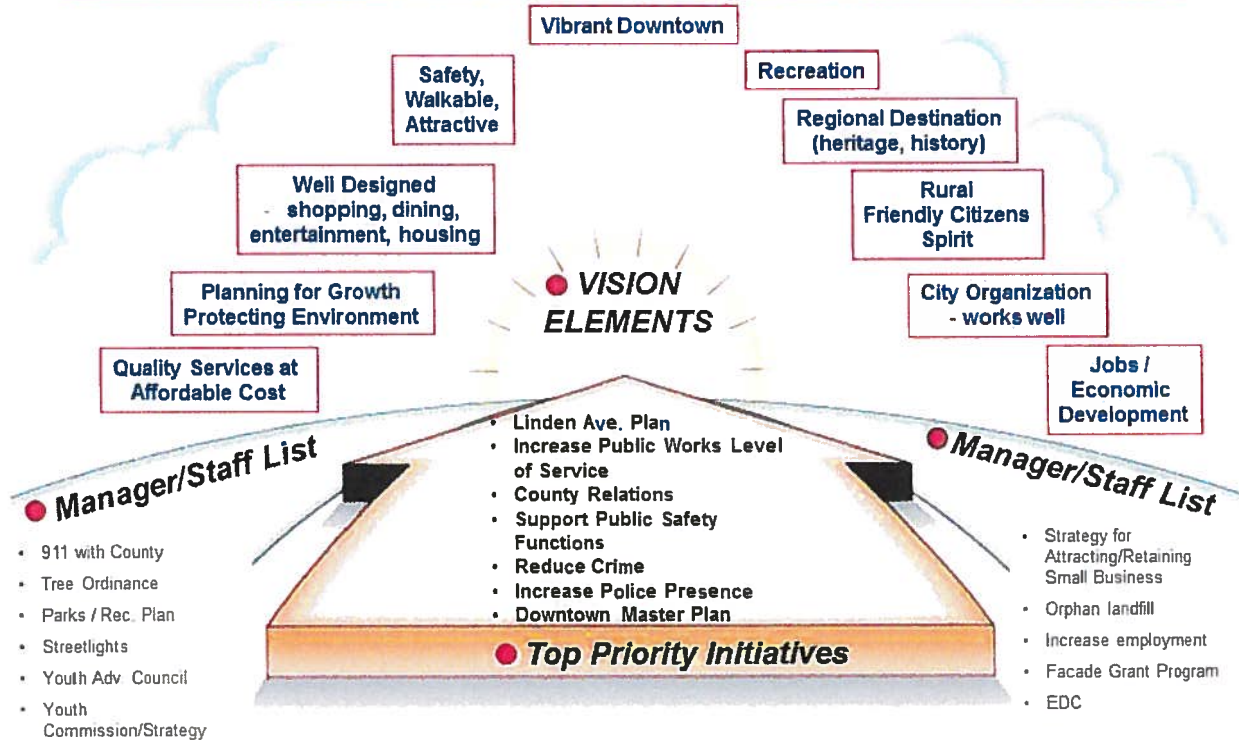 Vibrant Downtown
Safety,
Walkable,
Attractive
Recreation
Regional Destination
(heritage, history)
Well Designed
- shopping, dining,
entertainment, housing
Rural
Friendly Citizens
Spirit
Planning for Growth
Protecting Environment
City Organization
- works well
Quality Services at
Affordable Cost
Jobs /
Economic
Development
● VISION
ELEMENTS
● Manager/Staff List
• 911 with County
• Tree Ordinance
• Parks / Rec. Plan
• Streetlights
• Youth Adv. Council
• Youth
Commission/Strategy
• Linden Ave. Plan
• Increase Public Works Level
of Service
• County Relations
• Support Public Safety
Functions
• Reduce Crime
• Increase Police Presence
• Downtown Master Plan
● Top Priority Initiatives
● Manager/Staff List
• Strategy for
Attracting/Retaining
Small Business
• Orphan landfill
• Increase employment
• Facade Grant Program
• EDC